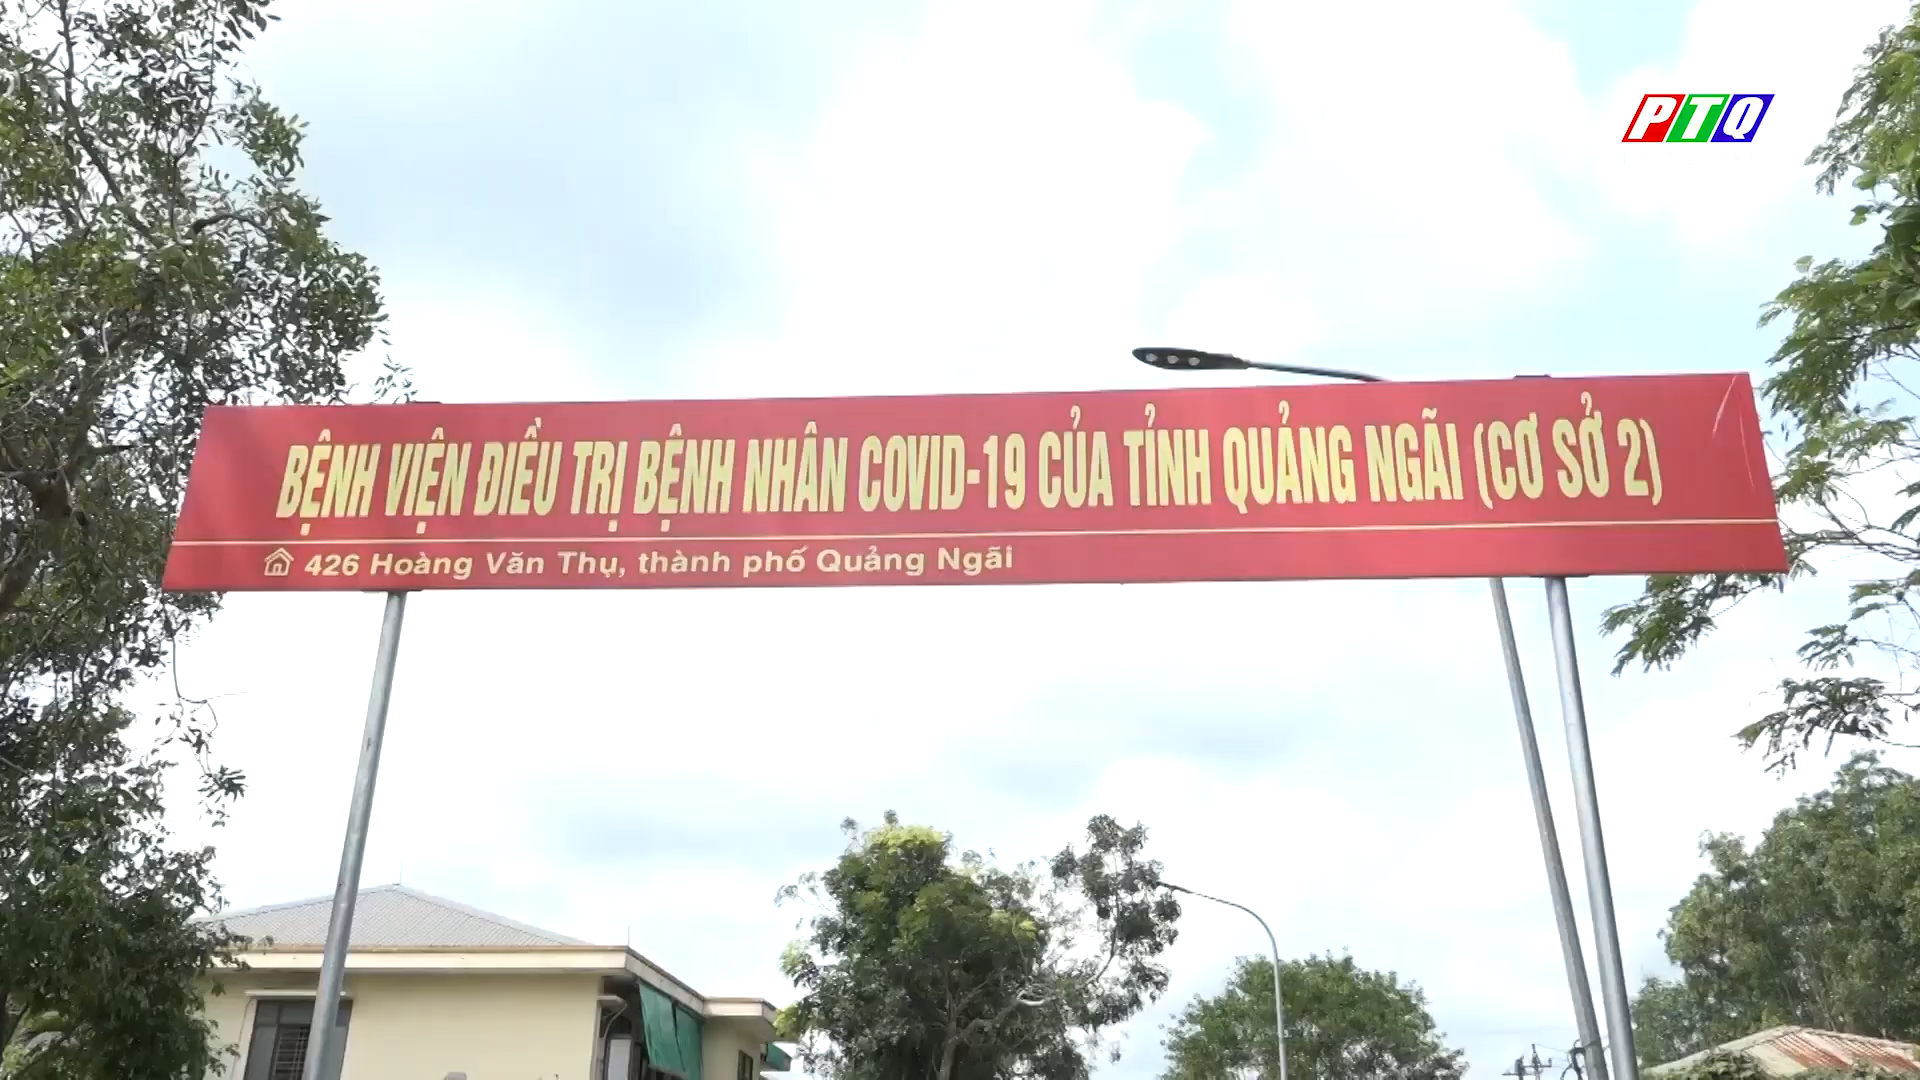 PTQ
BỆNH VIỆN ĐIỀU TRỊ BỆNH NHÂN COVID-19 CỦA TỈNH QUẢNG NGÃI (CƠ SỞ 2)
426 Hoàng Văn Thụ, thành phố Quảng Ngãi